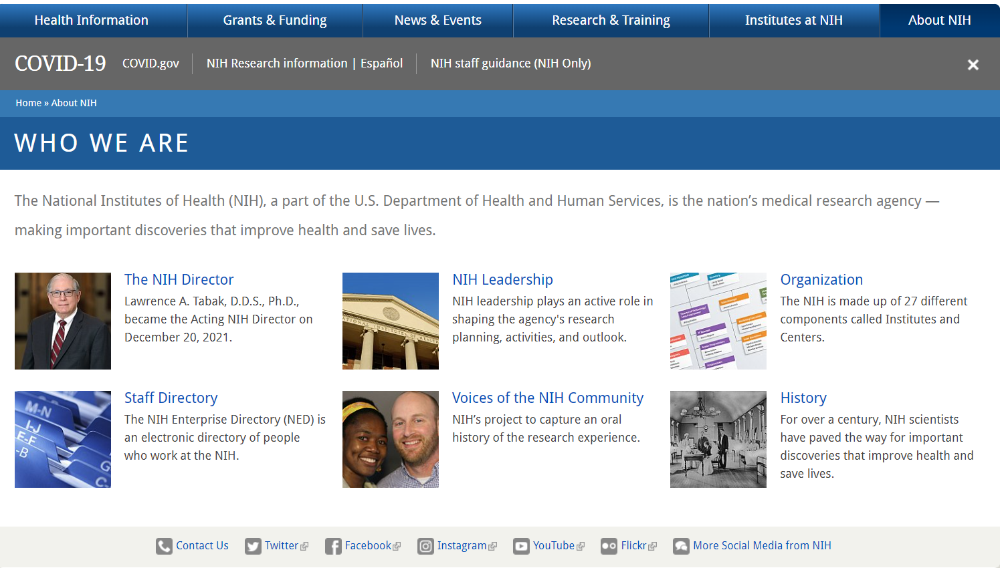 Health Information
Grants & Funding
News & Events
Research & Training
Institutes at NIH
About NIH
COVID-19
COVID.gov
NIH Research information | Español
NIH staff guidance (NIH Only)
Home » About NIH
WHO WE ARE
The National Institutes of Health (NIH), a part of the U.S. Department of Health and Human Services, is the nation’s medical research agency —
making important discoveries that improve health and save lives.
The NIH Director
Lawrence A. Tabak, D.D.S., Ph.D.,
became the Acting NIH Director on
December 20, 2021.
NATIONAL INSTITUTES OF HEALTH
NIH Leadership
NIH leadership plays an active role in
shaping the agency's research
planning, activities, and outlook.
Organization
The NIH is made up of 27 different
components called Institutes and
Centers.
M-N
I-J
E-F
-B
G
C-
Staff Directory
The NIH Enterprise Directory (NED) is
an electronic directory of people
who work at the NIH.
Voices of the NIH Community
NIH’s project to capture an oral
history of the research experience.
History
For over a century, NIH scientists
have paved the way for important
discoveries that improve health and
save lives.
Contact Us
Twitter
Facebook
Instagram
YouTube
Flickr
More Social Media from NIH